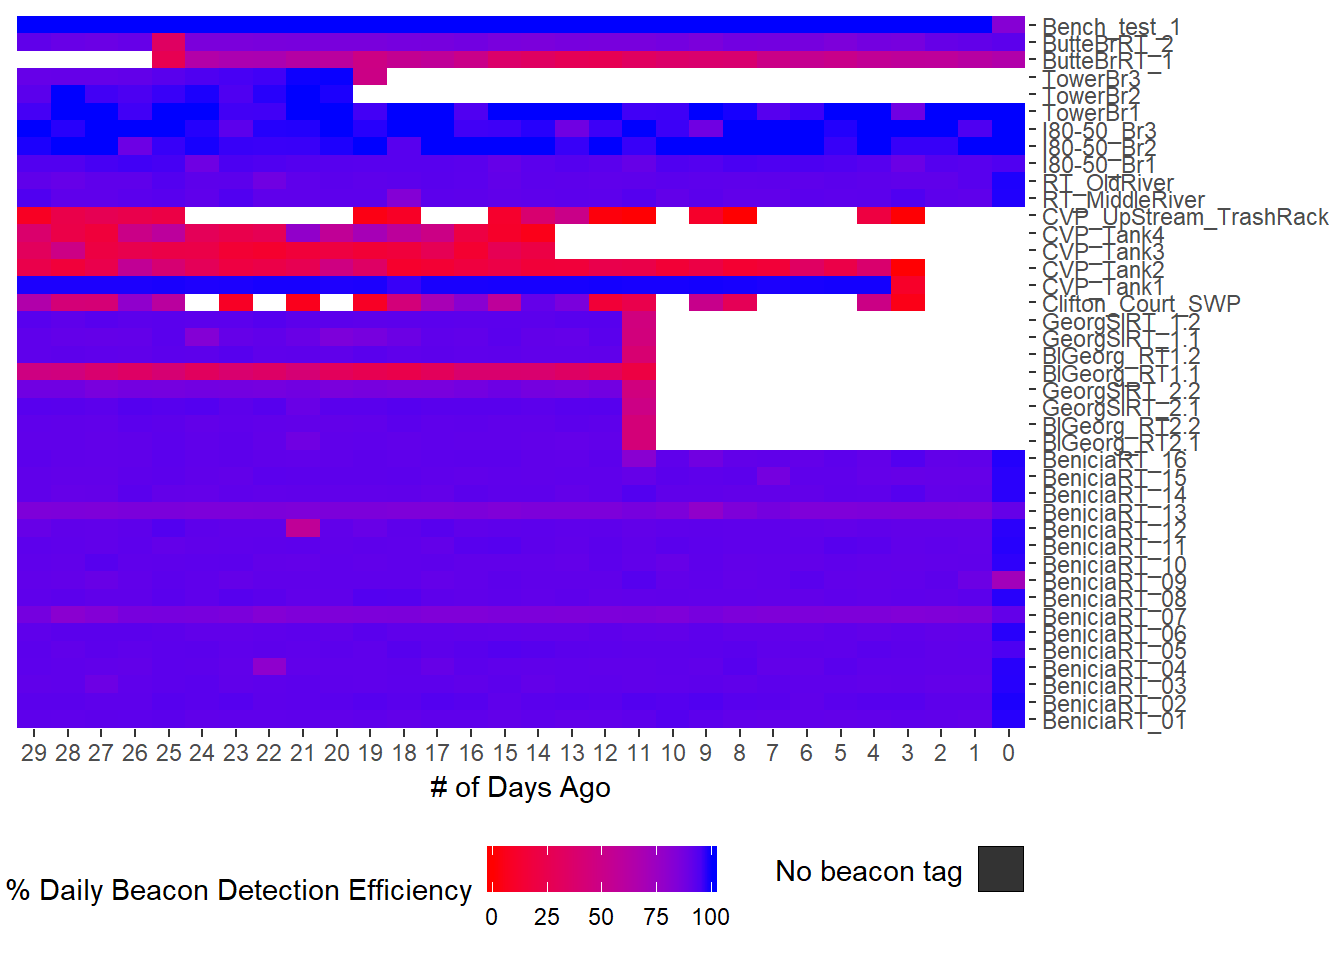 Bench_test_1
ButteBrRT_2
ButteBrRT_1
TowerBr3
TowerBr2
TowerBr1
I80-50_Br3
I80-50_Br2
I80-50_Br1
RT_OldRiver
RT_MiddleRiver
CVP_UpStream_TrashRack
CVP_Tank4
CVP_Tank3
CVP_Tank2
CVP_Tank1
Clifton_Court_SWP
GeorgSlRT_1.2
GeorgSlRT_1.1
BlGeorg_RT1.2
BlGeorg_RT1.1
GeorgSlRT_2.2
GeorgSlRT_2.1
BlGeorg_RT2.2
BlGeorg_RT2.1
BeniciaRT_16
BeniciaRT_15
BeniciaRT_14
BeniciaRT_13
BeniciaRT_12
BeniciaRT_11
BeniciaRT_10
BeniciaRT_09
BeniciaRT_08
BeniciaRT_07
BeniciaRT_06
BeniciaRT_05
BeniciaRT_04
BeniciaRT_03
BeniciaRT_02
BeniciaRT_01
29 28 27 26 25 24 23 22 21 20 19 18 17 16 15 14 13 12 11 10 9 8 7 6 5 4 3 2 1 0
# of Days Ago
% Daily Beacon Detection Efficiency
0 25 50 75 100
No beacon tag